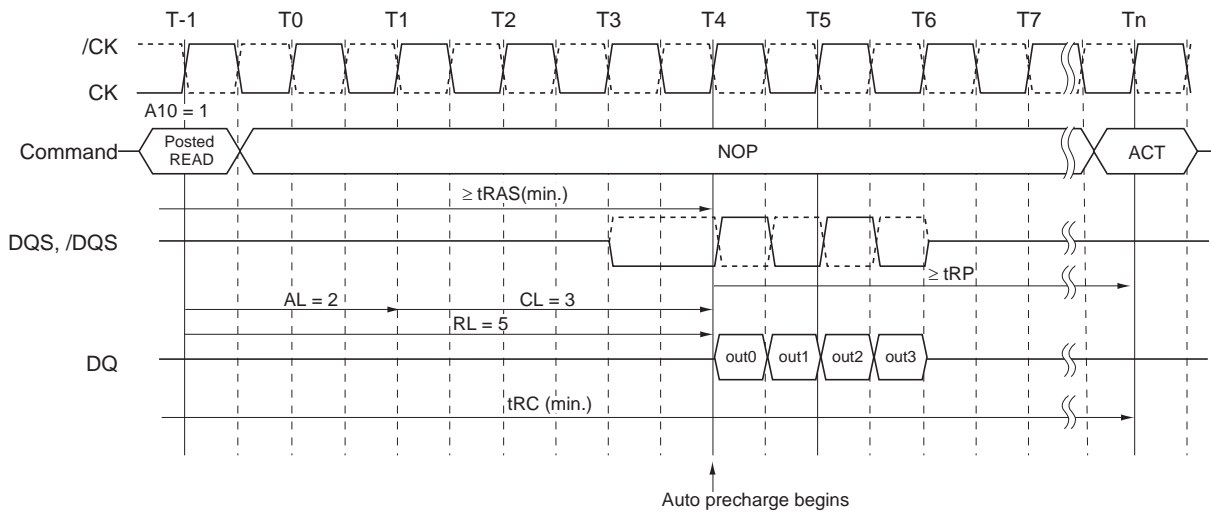 T-1 T0 T1 T2 T3 T4 T5 T6 T7 Tn
/CK
CK
A10 = 1
Command
Posted
READ
NOP
ACT
≥ tRAS(min.)
DQS, /DQS
≥ tRP
AL = 2
CL = 3
RL = 5
DQ
out0 out1 out2 out3
tRC (min.)
Auto precharge begins